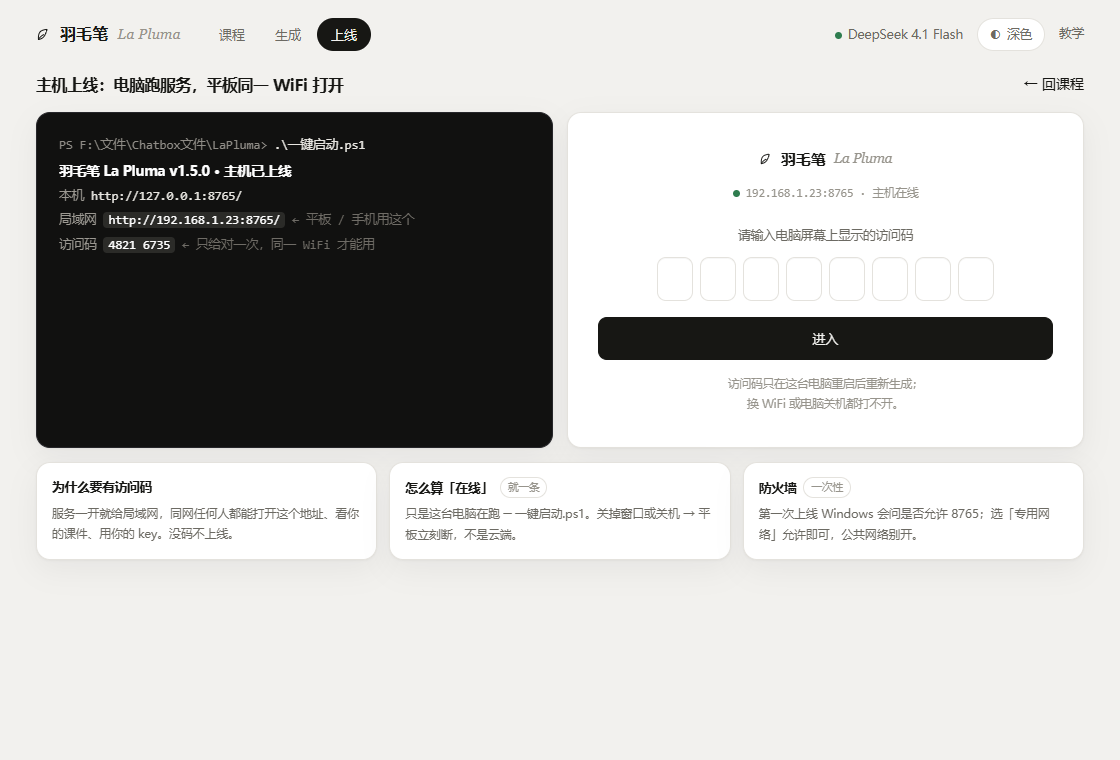 羽毛笔 La Pluma 课程 生成 上线 DeepSeek 4.1 Flash 深色 教学
主机上线：电脑跑服务，平板同一 WiFi 打开 ← 回课程
PS F:\文件\Chatbox文件\LaPluma> .\一键启动.ps1
羽毛笔 La Pluma v1.5.0 • 主机已上线
本机 http://127.0.0.1:8765/
局域网 http://192.168.1.23:8765/ ← 平板 / 手机用这个
访问码 4821 6735 ← 只给对一次，同一 WiFi 才能用
羽毛笔 La Pluma
192.168.1.23:8765 · 主机在线
请输入电脑屏幕上显示的访问码
进入
访问码只在这台电脑重启后重新生成；
换 WiFi 或电脑关机都打不开。
为什么要有访问码
服务一开就给局域网，同网任何人都能打开这个地址、看你
的课件、用你的 key。没码不上线。
怎么算「在线」 就一条
只是这台电脑在跑 — 一键启动.ps1。关掉窗口或关机 → 平
板立刻断，不是云端。
防火墙 一次性
第一次上线 Windows 会问是否允许 8765；选「专用网
络」允许即可，公共网络别开。